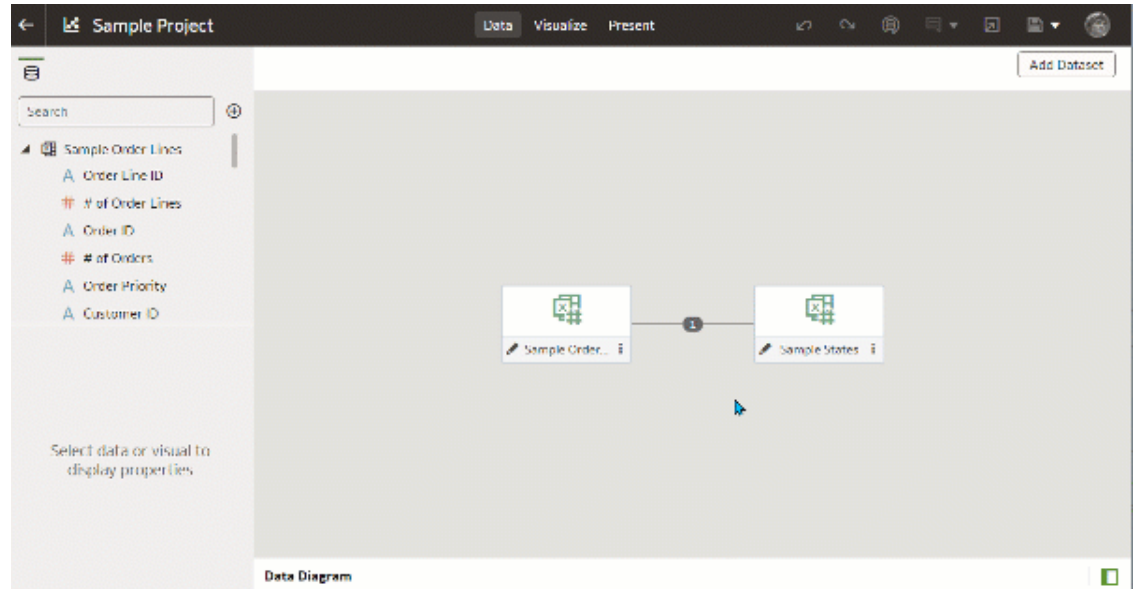 Sample Project
Data Visualize Present
Add Dataset
Search
Sample Order Lines
A Order Line ID
# # of Order Lines
A Order ID
# # of Orders
A Order Priority
A Customer ID
1
Sample Order...
Sample States
Select data or visual to
display properties
Data Diagram